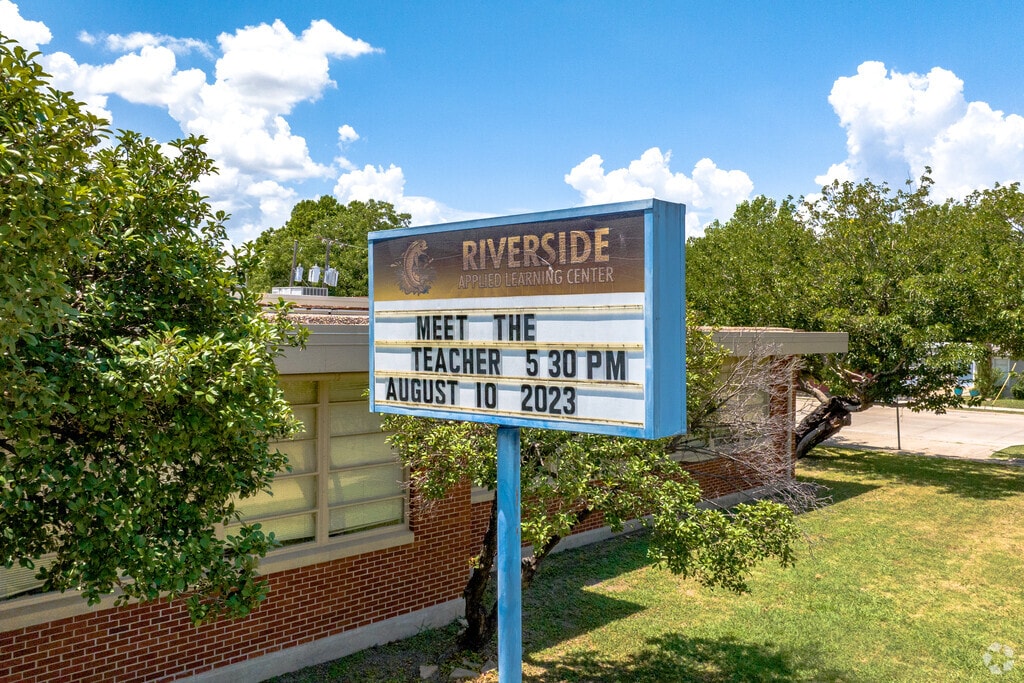 RIVERSIDE
APPLIED LEARNING CENTER
MEET THE
TEACHER 5 30 PM
AUGUST 10 2023